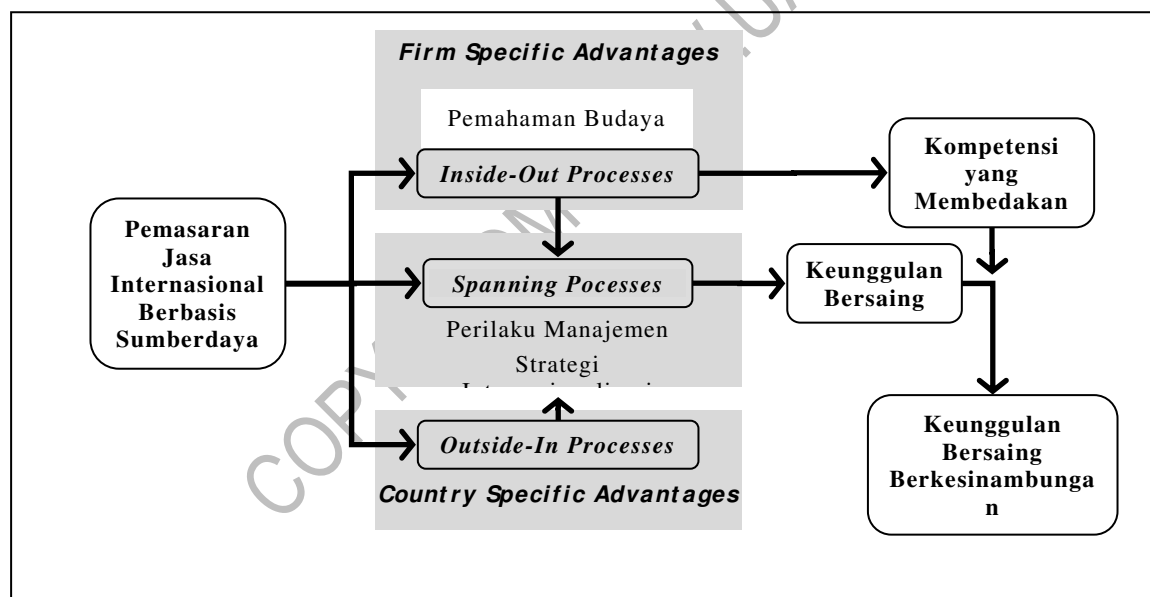 Firm Specific Advantages
Pemahaman Budaya
Inside-Out Processes
Kompetensi
yang
Membedakan
Pemasaran
Jasa
Internasional
Berbasis
Sumberdaya
Spanning Pocesses
Keunggulan
Bersaing
Perilaku Manajemen
Strategi
Outside-In Processes
Country Specific Advantages
Keunggulan
Bersaing
Berkesinambunga
n